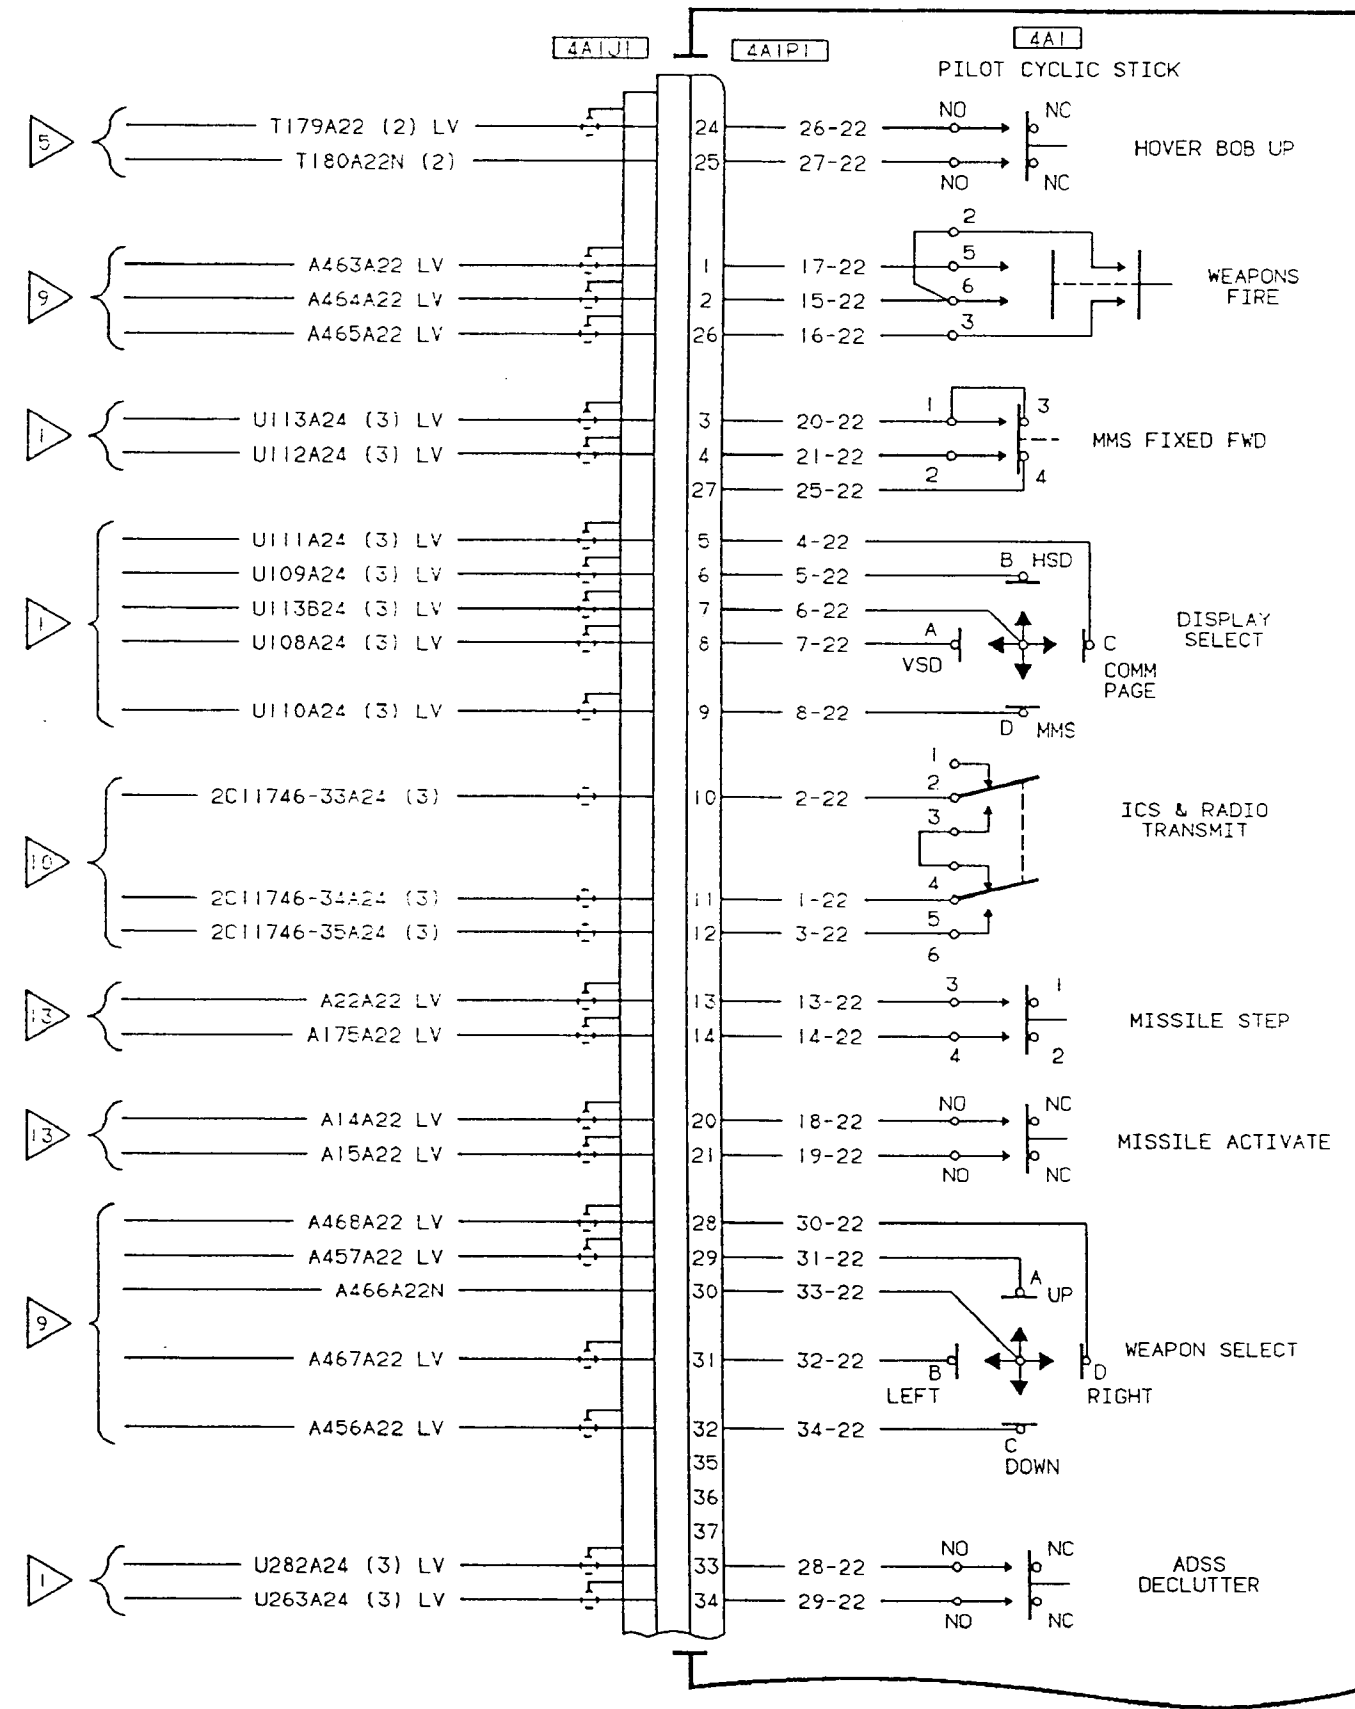 4A1J1 4A1P1 4A1
PILOT CYCLIC STICK
5 T179A22 (2) LV 24 26-22 NO NC
T180A22N (2) 25 27-22 NO NC
HOVER BOB UP
2
9 A463A22 LV 1 17-22 5
A464A22 LV 2 15-22 6
A465A22 LV 26 16-22 3
WEAPONS
FIRE
1 U113A24 (3) LV 3 20-22 1 3
U112A24 (3) LV 4 21-22 2 4
27 25-22
MMS FIXED FWD
1 U111A24 (3) LV 5 4-22
U109A24 (3) LV 6 5-22 B HSD
U113B24 (3) LV 7 6-22
U108A24 (3) LV 8 7-22 A VSD
C COMM
PAGE
U110A24 (3) LV 9 8-22 D MMS
DISPLAY
SELECT
1
10 2C11746-33A24 (3) 10 2-22 2
3
4
2C11746-34A24 (3) 11 1-22 5
2C11746-35A24 (3) 12 3-22 6
ICS & RADIO
TRANSMIT
13 A22A22 LV 13 13-22 3 1
A175A22 LV 14 14-22 4 2
MISSILE STEP
13 A14A22 LV 20 18-22 NO NC
A15A22 LV 21 19-22 NO NC
MISSILE ACTIVATE
9 A468A22 LV 28 30-22
A457A22 LV 29 31-22 A UP
A466A22N 30 33-22
A467A22 LV 31 32-22 B LEFT D RIGHT
A456A22 LV 32 34-22 C DOWN
WEAPON SELECT
35
36
37
1 U282A24 (3) LV 33 28-22 NO NC
U263A24 (3) LV 34 29-22 NO NC
ADSS
DECLUTTER